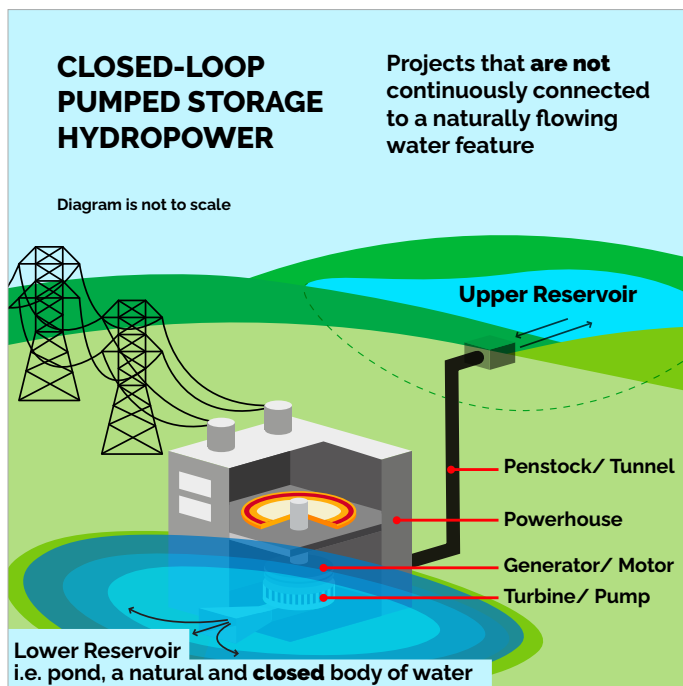 CLOSED-LOOP
PUMPED STORAGE
HYDROPOWER
Projects that are not
continuously connected
to a naturally flowing
water feature
Diagram is not to scale
Upper Reservoir
Penstock/ Tunnel
Powerhouse
Generator/ Motor
Turbine/ Pump
Lower Reservoir
i.e. pond, a natural and closed body of water